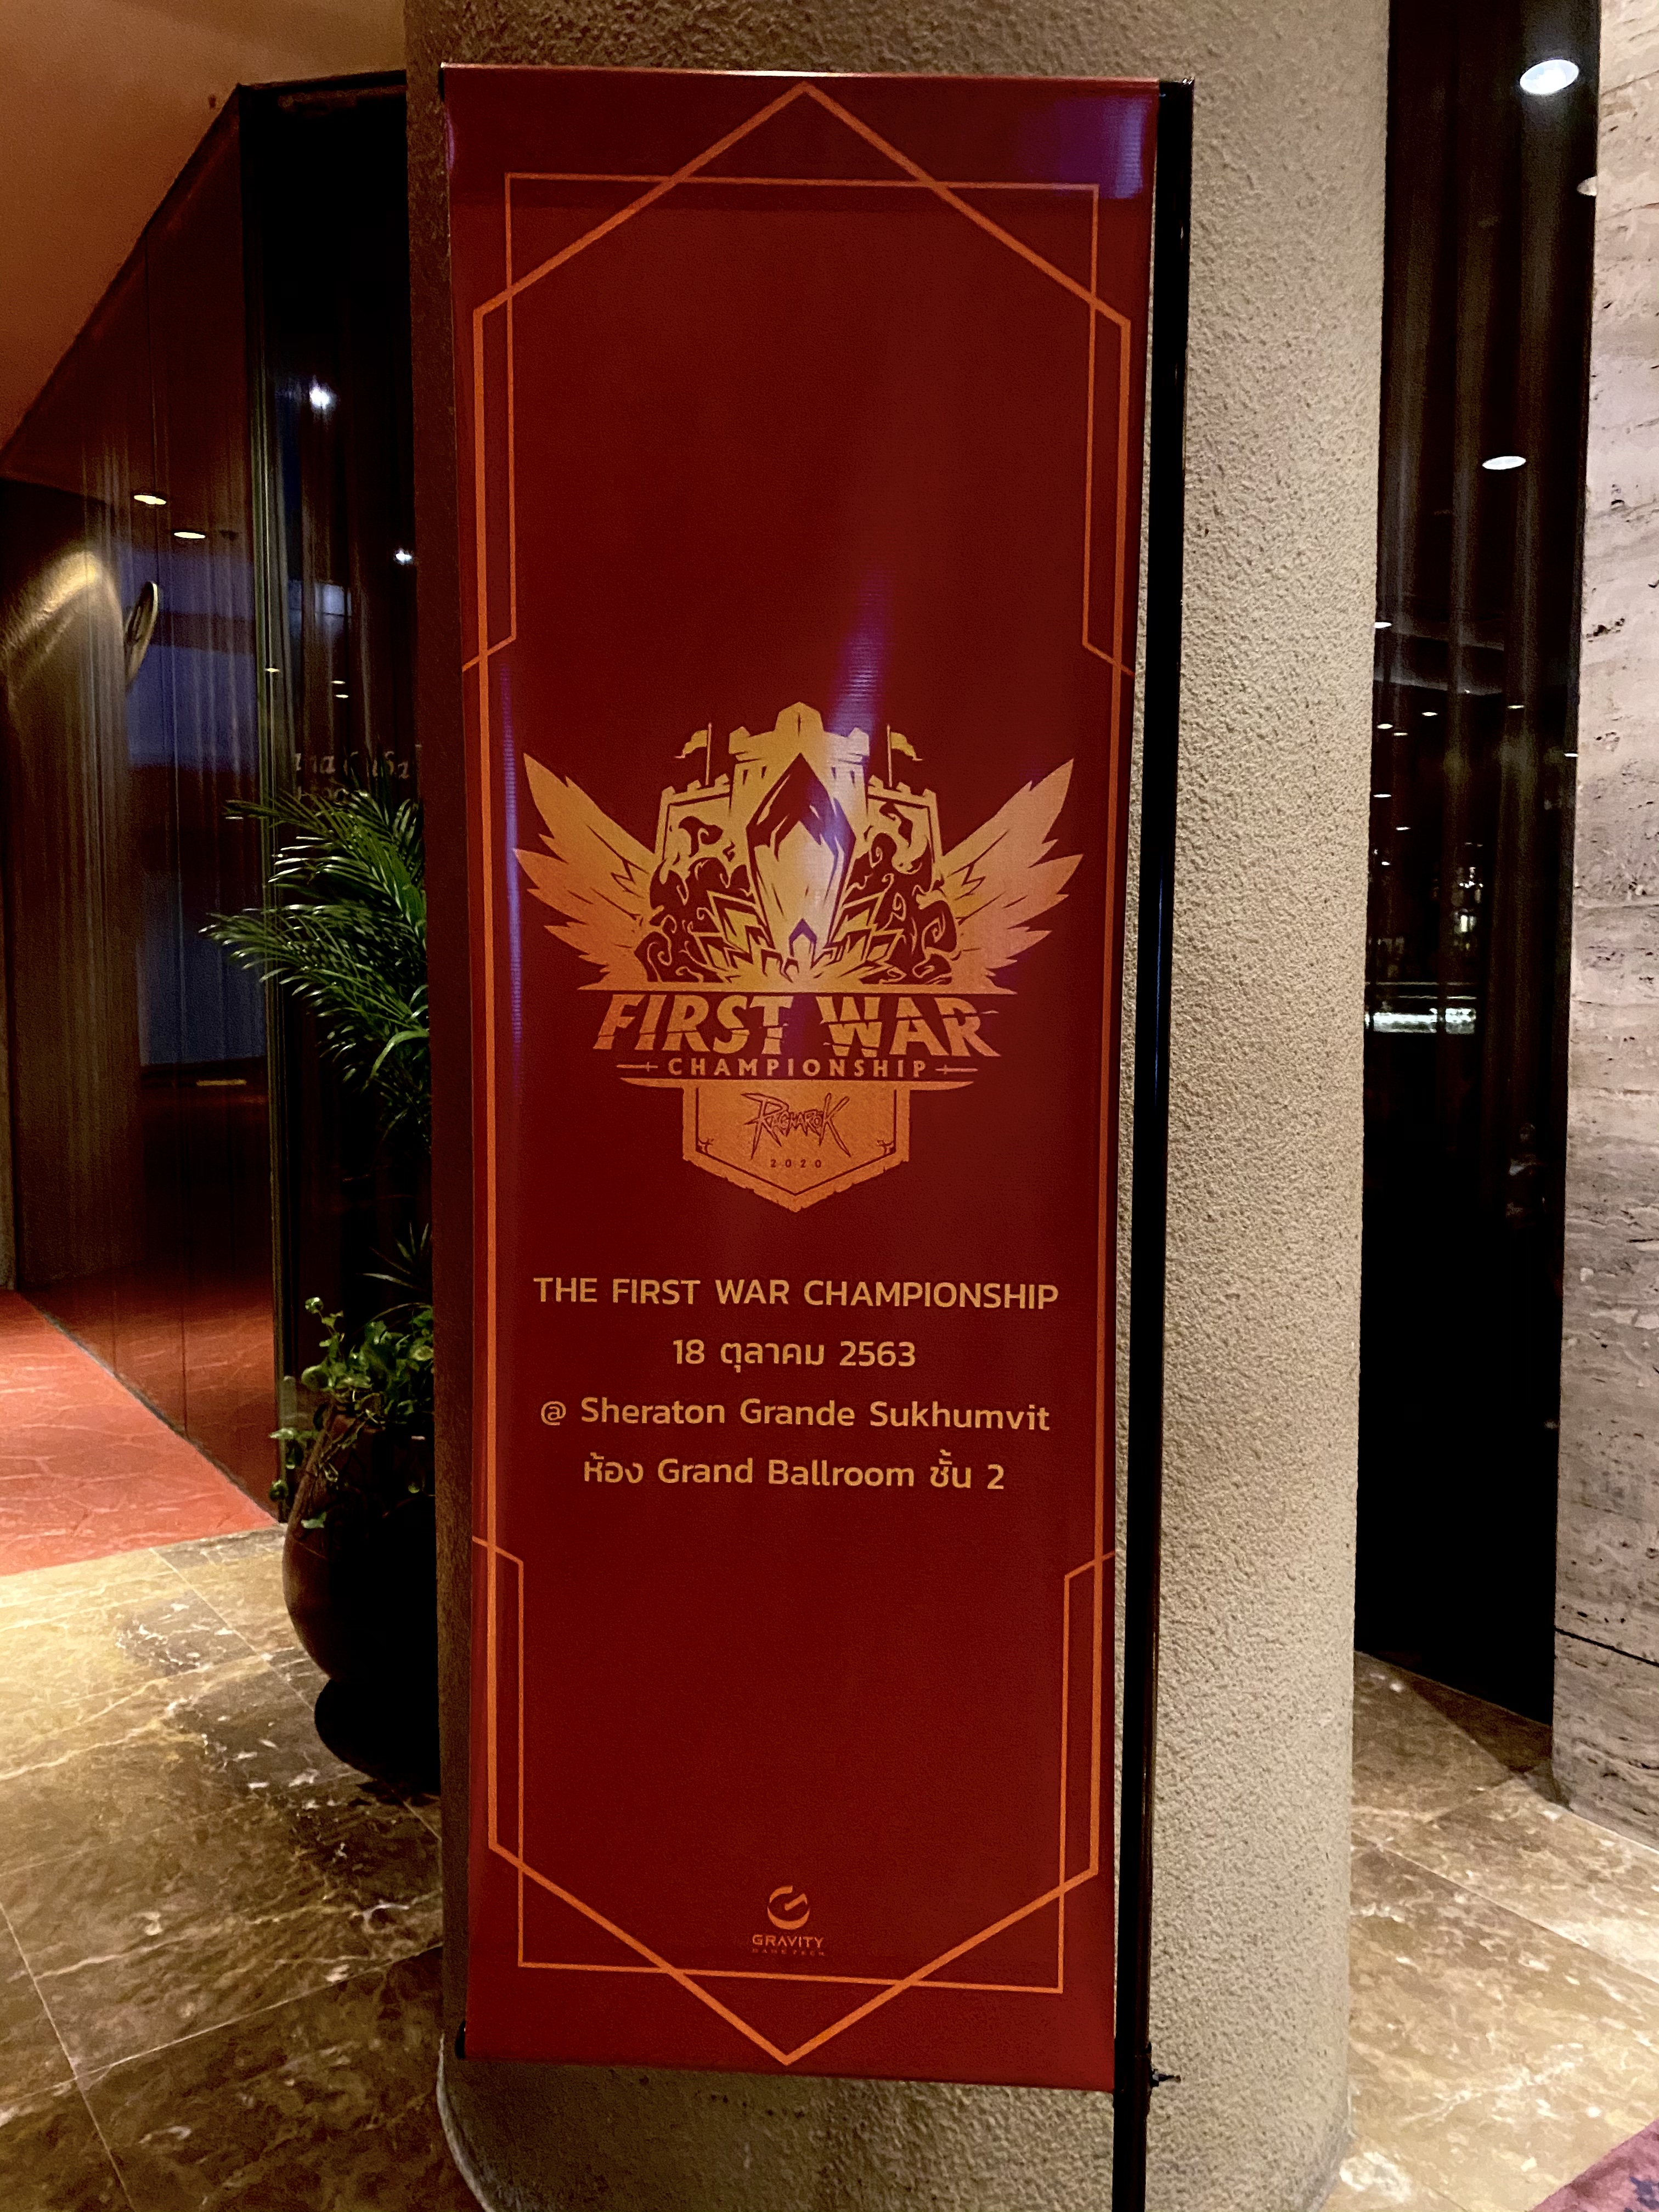 FIRST WAR
CHAMPIONSHIP
RAGNAROK
2020
THE FIRST WAR CHAMPIONSHIP
18 ตุลาคม 2563
@ Sheraton Grande Sukhumvit
ห้อง Grand Ballroom ชั้น 2
GRAVITY